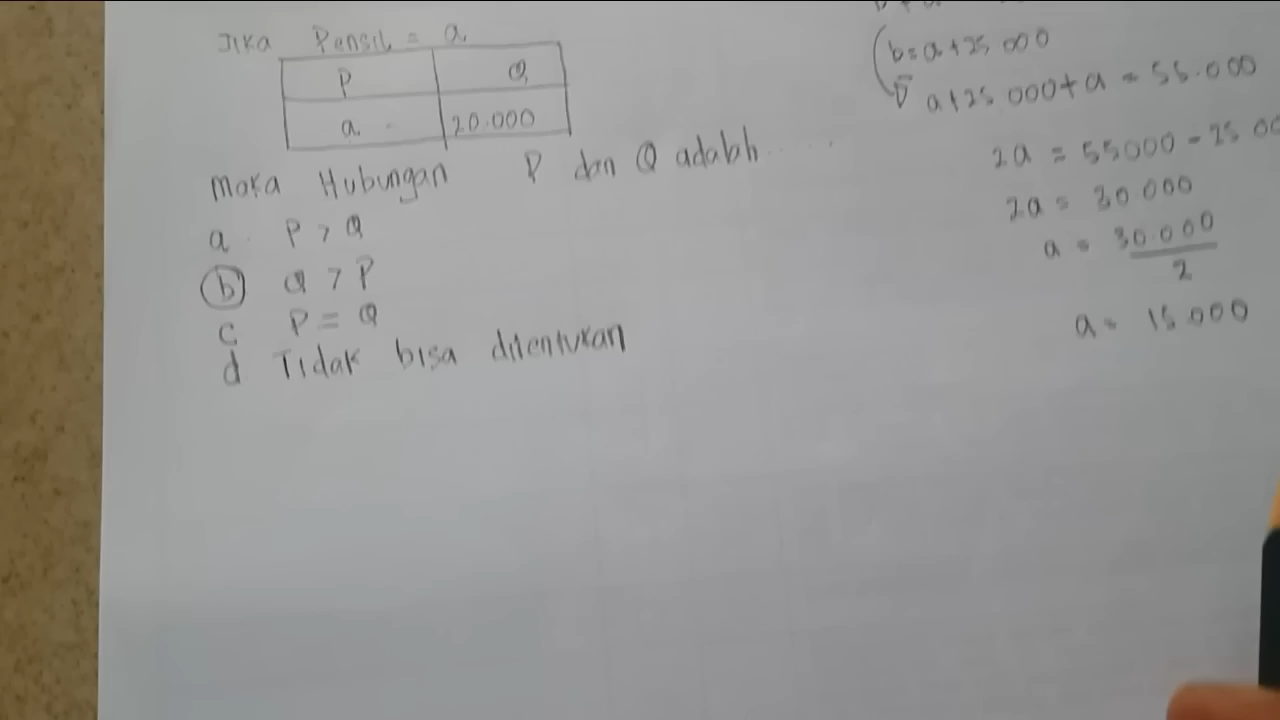 Jika Pensil = a
P Q
a 20.000
maka Hubungan P dan Q adalah .....
a. P > Q
b Q > P
c P = Q
d Tidak bisa ditentukan
b = a + 25 000
a + 25 000 + a = 55.000
2a = 55000 - 25 00
2a = 30 000
a = 30.000
2
a = 15.000